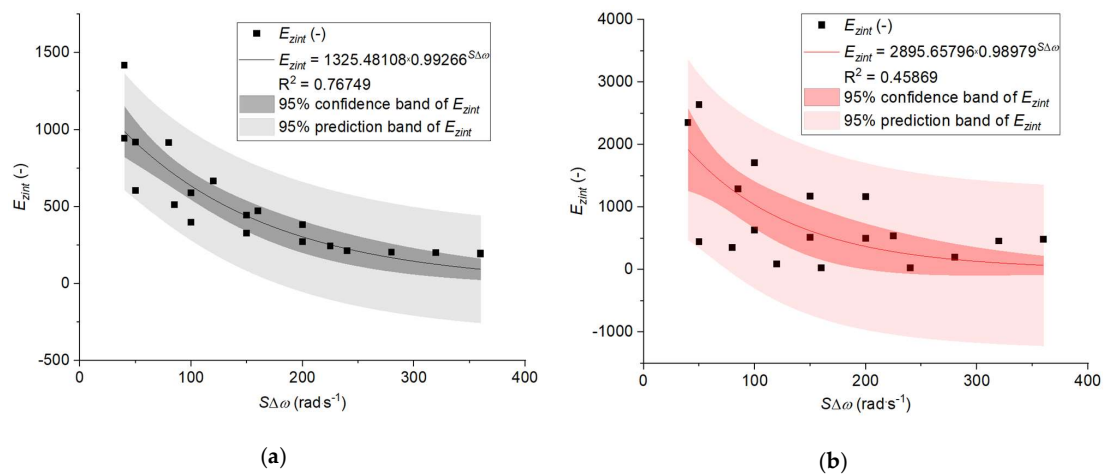 1500
1000
500
0
-500
0
100
200
300
400
E_zint (-)
SΔω (rad s⁻¹)
E_zint (-)
E_zint = 1325.48108×0.99266^SΔω
R² = 0.76749
95% confidence band of E_zint
95% prediction band of E_zint
(a)
4000
3000
2000
1000
0
-1000
0
100
200
300
400
E_zint (-)
SΔω (rad·s⁻¹)
E_zint (-)
E_zint = 2895.65796×0.98979^SΔω
R² = 0.45869
95% confidence band of E_zint
95% prediction band of E_zint
(b)